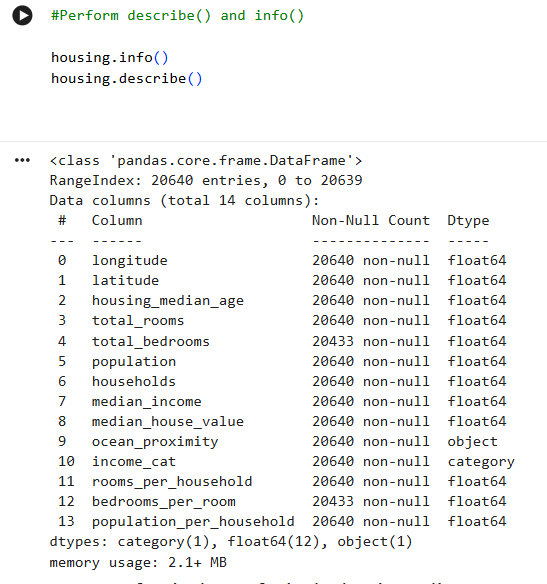 #Perform describe() and info()
housing.info()
housing.describe()
<class 'pandas.core.frame.DataFrame'>
RangeIndex: 20640 entries, 0 to 20639
Data columns (total 14 columns):
 #   Column                    Non-Null Count  Dtype
---  ------                    --------------  -----
 0   longitude                 20640 non-null  float64
 1   latitude                  20640 non-null  float64
 2   housing_median_age        20640 non-null  float64
 3   total_rooms               20640 non-null  float64
 4   total_bedrooms            20433 non-null  float64
 5   population                20640 non-null  float64
 6   households                20640 non-null  float64
 7   median_income             20640 non-null  float64
 8   median_house_value        20640 non-null  float64
 9   ocean_proximity           20640 non-null  object
 10  income_cat                20640 non-null  category
 11  rooms_per_household       20640 non-null  float64
 12  bedrooms_per_room         20433 non-null  float64
 13  population_per_household  20640 non-null  float64
dtypes: category(1), float64(12), object(1)
memory usage: 2.1+ MB